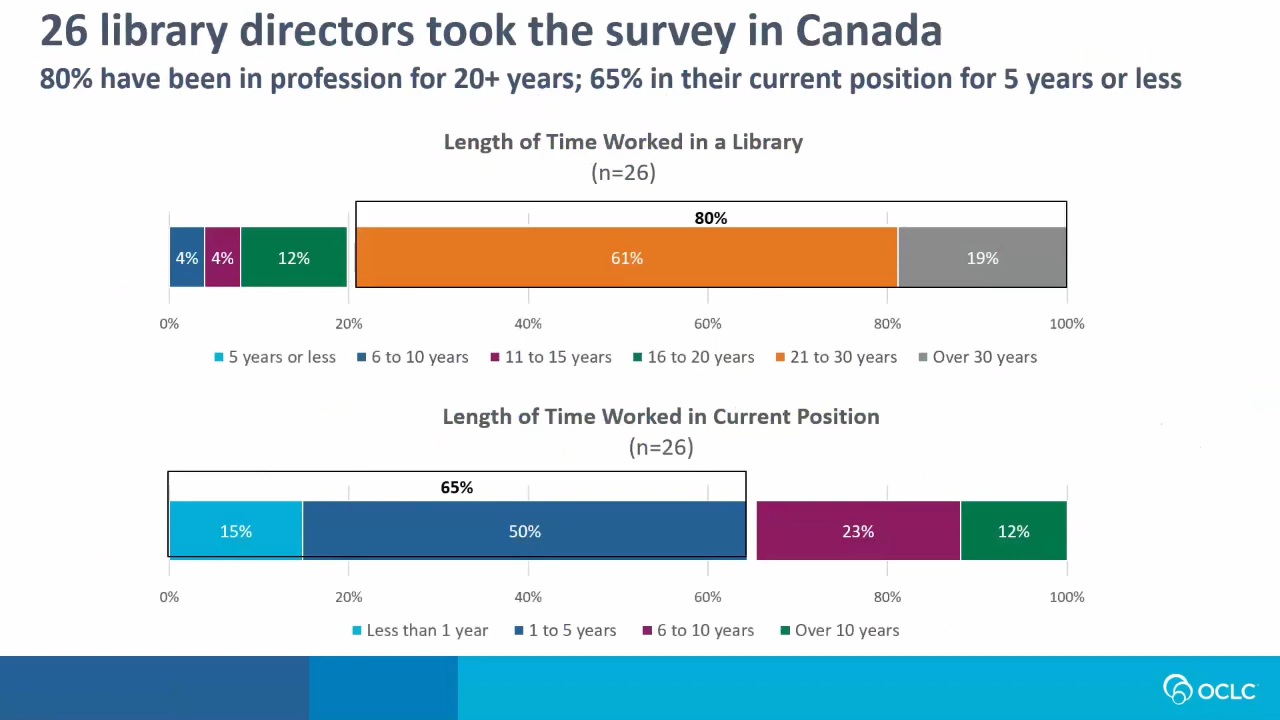 26 library directors took the survey in Canada
80% have been in profession for 20+ years; 65% in their current position for 5 years or less
Length of Time Worked in a Library
(n=26)
80%
4% 4% 12% 61% 19%
0% 20% 40% 60% 80% 100%
5 years or less 6 to 10 years 11 to 15 years 16 to 20 years 21 to 30 years Over 30 years
Length of Time Worked in Current Position
(n=26)
65%
15% 50% 23% 12%
0% 20% 40% 60% 80% 100%
Less than 1 year 1 to 5 years 6 to 10 years Over 10 years
OCLC